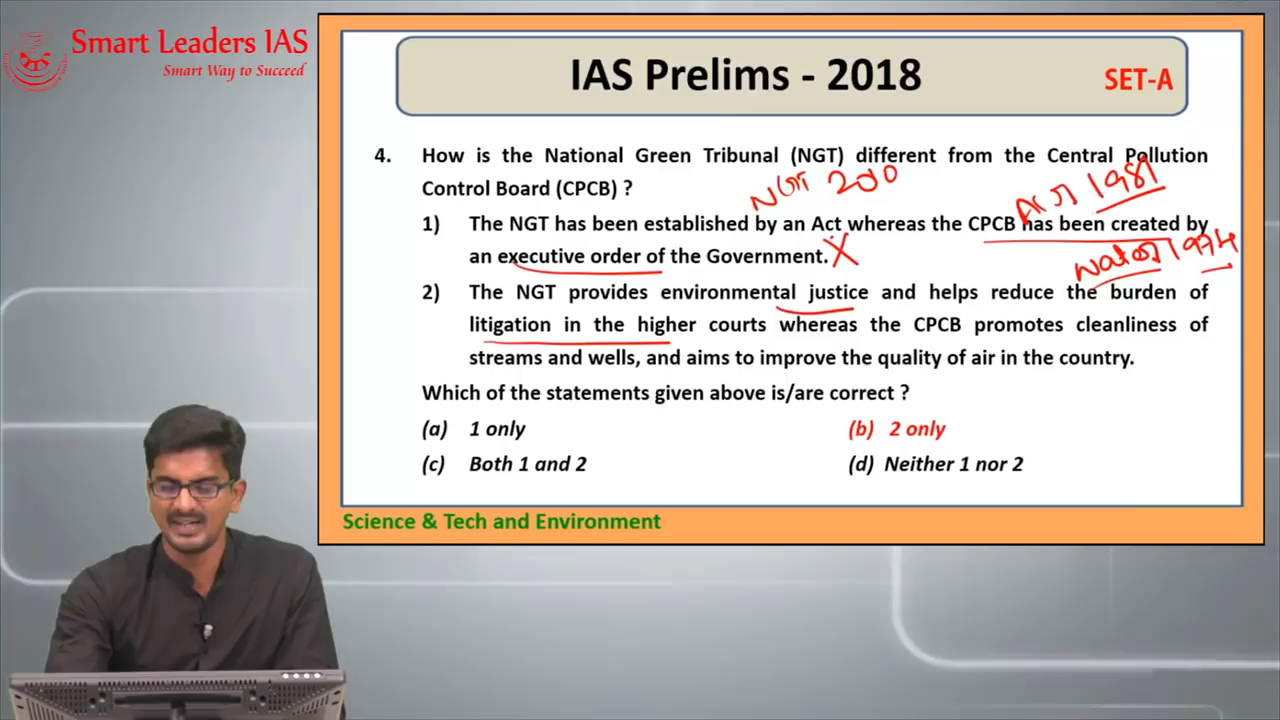 Smart Leaders IAS
Smart Way to Succeed
IAS Prelims - 2018
SET-A
4. How is the National Green Tribunal (NGT) different from the Central Pollution
Control Board (CPCB) ?
NGT 2010
Air 1981
1) The NGT has been established by an Act whereas the CPCB has been created by
an executive order of the Government. X
Water 1974
2) The NGT provides environmental justice and helps reduce the burden of
litigation in the higher courts whereas the CPCB promotes cleanliness of
streams and wells, and aims to improve the quality of air in the country.
Which of the statements given above is/are correct ?
(a) 1 only
(b) 2 only
(c) Both 1 and 2
(d) Neither 1 nor 2
Science & Tech and Environment